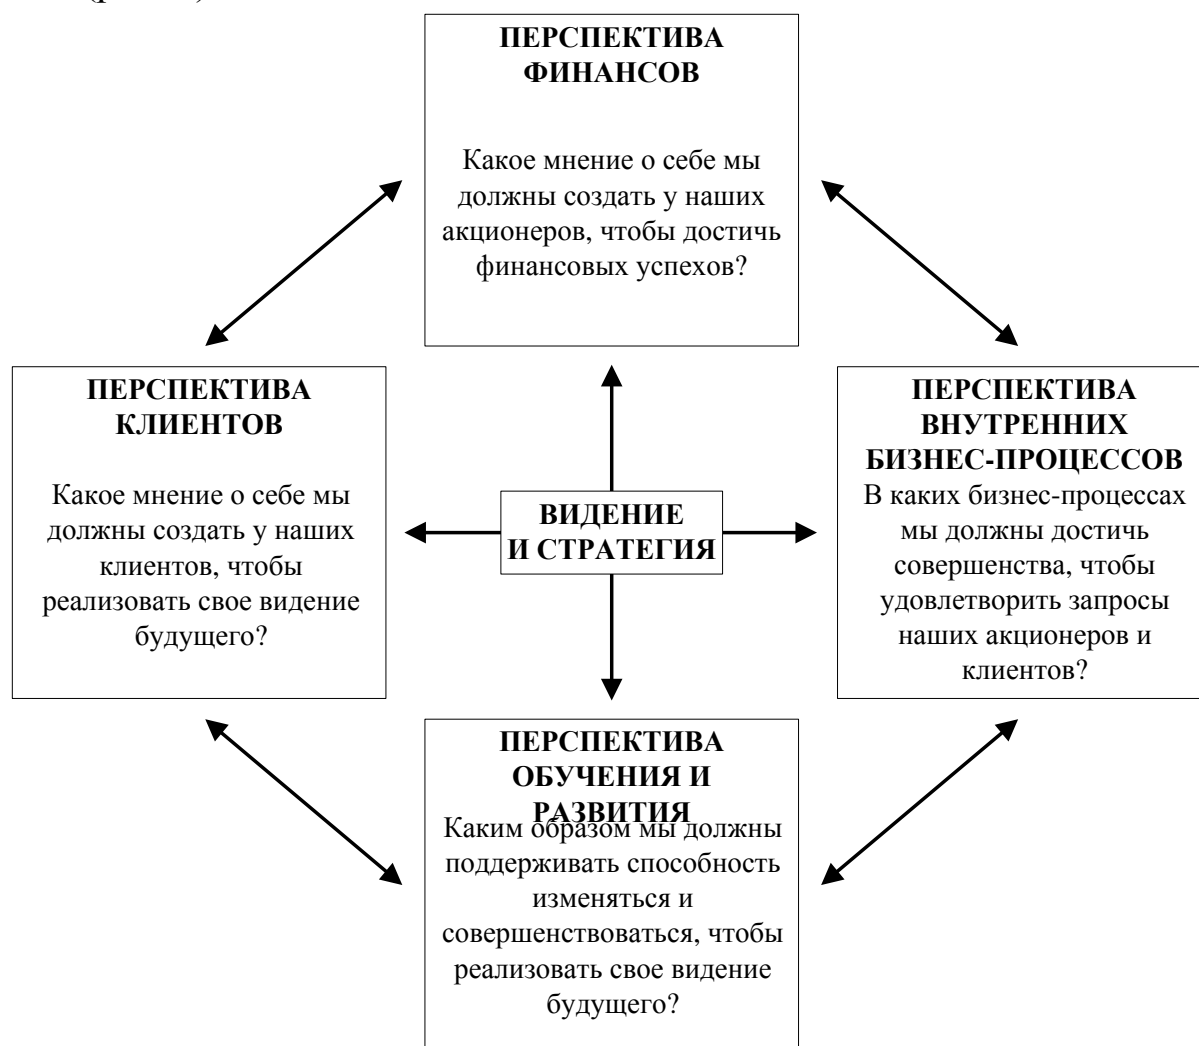 ПЕРСПЕКТИВА
ФИНАНСОВ
Какое мнение о себе мы
должны создать у наших
акционеров, чтобы достичь
финансовых успехов?
ПЕРСПЕКТИВА
КЛИЕНТОВ
Какое мнение о себе мы
должны создать у наших
клиентов, чтобы
реализовать свое видение
будущего?
ВИДЕНИЕ
И СТРАТЕГИЯ
ПЕРСПЕКТИВА
ВНУТРЕННИХ
БИЗНЕС-ПРОЦЕССОВ
В каких бизнес-процессах
мы должны достичь
совершенства, чтобы
удовлетворить запросы
наших акционеров и
клиентов?
ПЕРСПЕКТИВА
ОБУЧЕНИЯ И
РАЗВИТИЯ
Каким образом мы должны
поддерживать способность
изменяться и
совершенствоваться, чтобы
реализовать свое видение
будущего?